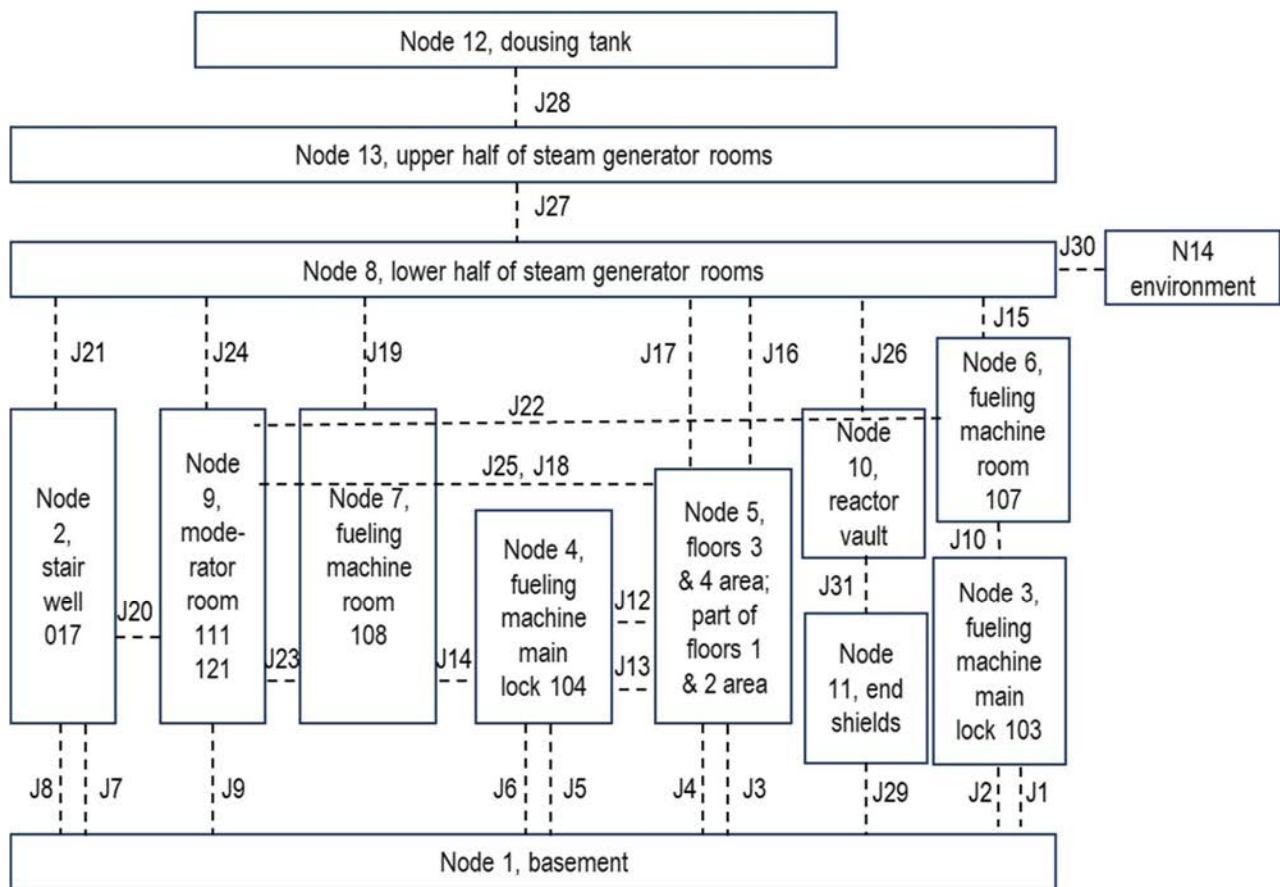 Node 12, dousing tank
J28
Node 13, upper half of steam generator rooms
J27
Node 8, lower half of steam generator rooms
J30
N14
environment
J21
J24
J19
J17
J16
J26
J15
Node 6,
fueling
machine
room
107
J22
J25, J18
Node
2,
stair
well
017
J20
Node
9,
mode-
rator
room
111
121
J23
Node 7,
fueling
machine
room
108
J14
Node 4,
fueling
machine
main
lock 104
J12
J13
Node 5,
floors 3
& 4 area;
part of
floors 1
& 2 area
Node
10,
reactor
vault
J31
Node
11, end
shields
J10
Node 3,
fueling
machine
main
lock 103
J8
J7
J9
J6
J5
J4
J3
J29
J2
J1
Node 1, basement